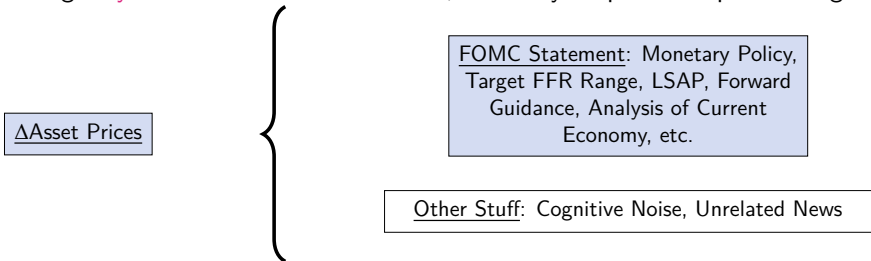 FOMC Statement: Monetary Policy,
Target FFR Range, LSAP, Forward
Guidance, Analysis of Current
Economy, etc.
ΔAsset Prices
Other Stuff: Cognitive Noise, Unrelated News